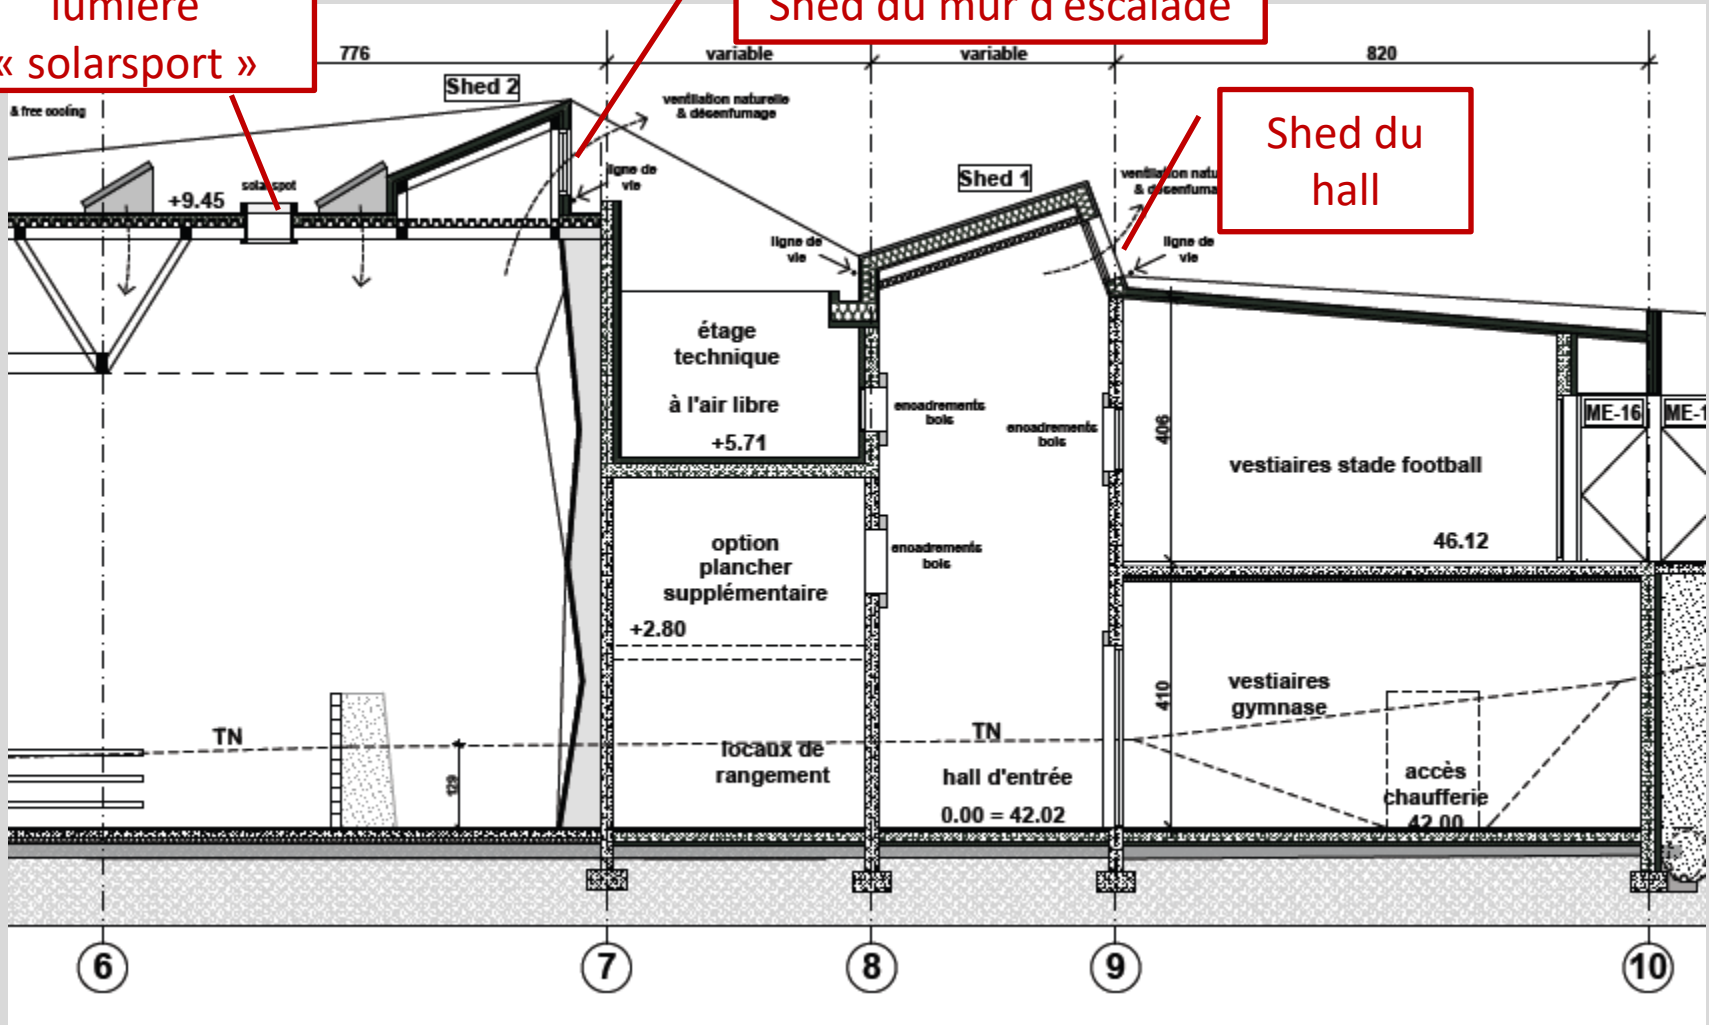 lumière
« solarsport »
Shed du mur d'escalade
776
variable
variable
820
Shed 2
& free cooling
ventilation naturelle
& désenfumage
Shed du
hall
ligne de
vie
solarspot
+9.45
Shed 1
ventilation natu
& désenfuma
ligne de
vie
ligne de
vie
étage
technique
à l'air libre
+5.71
encadrements
bois
encadrements
bois
406
ME-16
ME-1
vestiaires stade football
46.12
option
plancher
supplémentaire
encadrements
bois
+2.80
vestiaires
gymnase
410
TN
TN
locaux de
rangement
129
hall d'entrée
0.00 = 42.02
accès
chaufferie
42.00
6
7
8
9
10